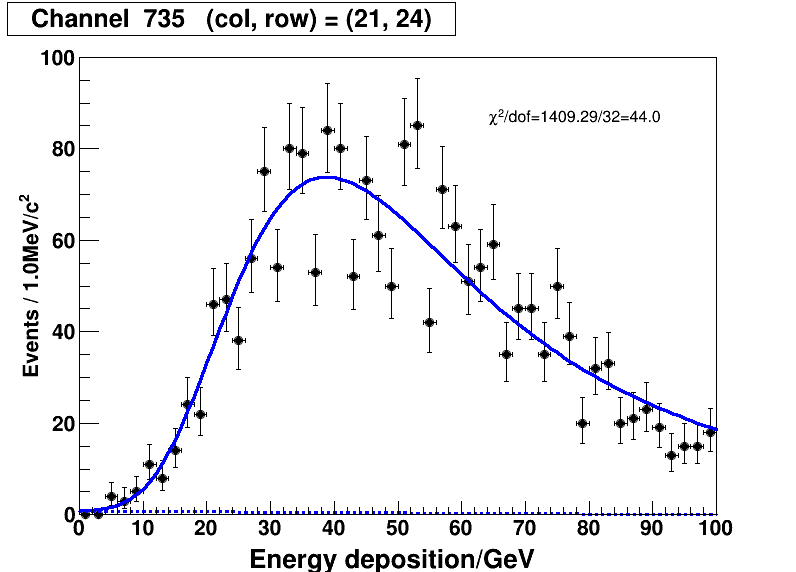 Channel 735 (col, row) = (21, 24)
χ²/dof=1409.29/32=44.0
Events / 1.0MeV/c²
100
80
60
40
20
0
0 10 20 30 40 50 60 70 80 90 100
Energy deposition/GeV